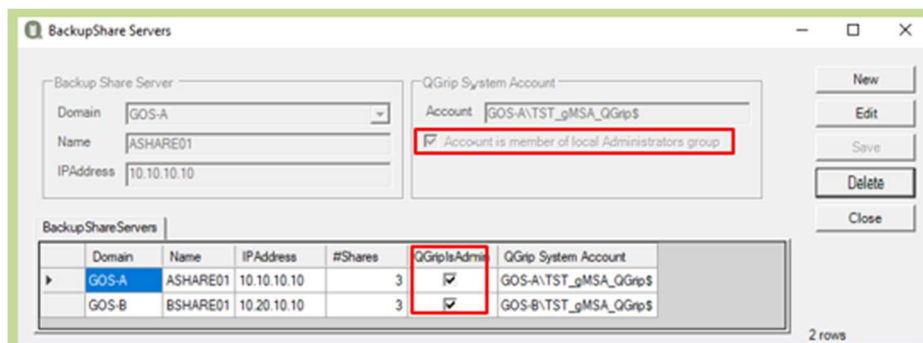 BackupShare Servers
Backup Share Server
QGrip System Account
New
Domain GOS-A
Account GOS-A\TST_gMSA_QGrip$
Edit
Name ASHARE01
Account is member of local Administrators group
Save
IPAddress 10.10.10.10
Delete
Close
BackupShareServers
Domain Name IPAddress #Shares QGripIsAdmin QGrip System Account
GOS-A ASHARE01 10.10.10.10 3 GOS-A\TST_gMSA_QGrip$
GOS-B BSHARE01 10.20.10.10 3 GOS-B\TST_gMSA_QGrip$
2 rows